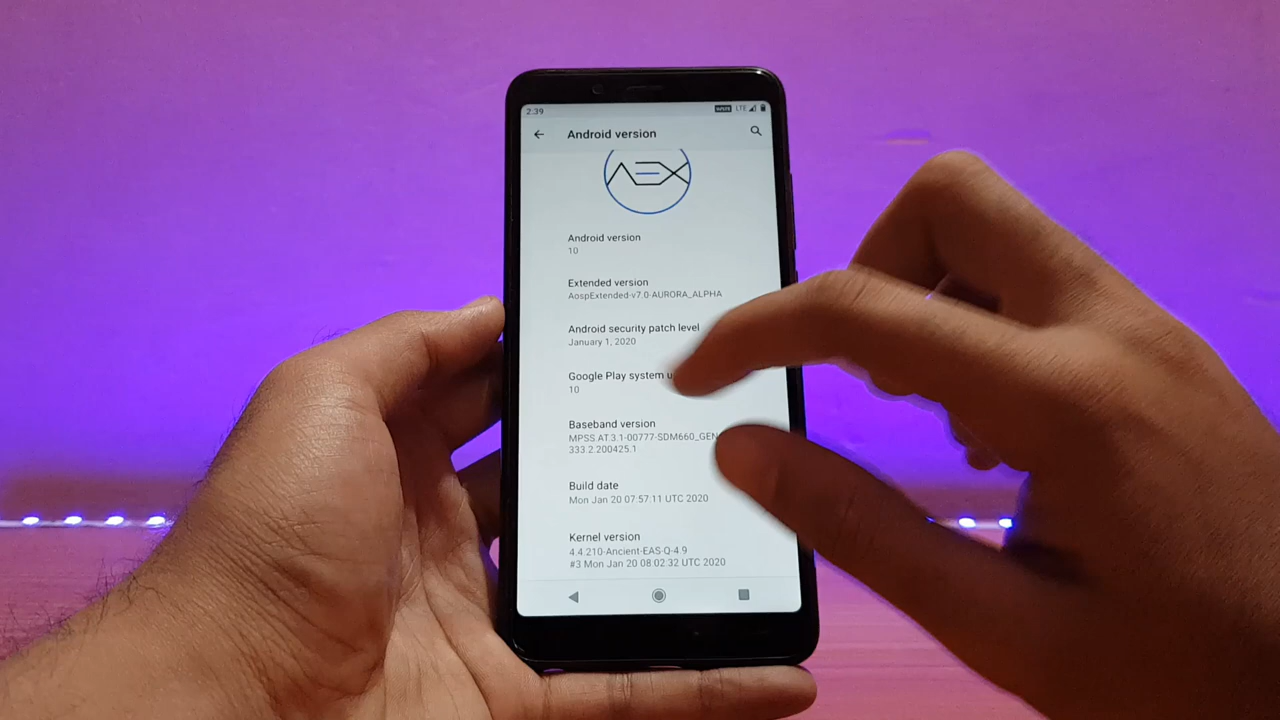 2:39
LTE
Android version
AEX
Android version
10
Extended version
AospExtended-v7.0-AURORA_ALPHA
Android security patch level
January 1, 2020
Google Play system
10
Baseband version
MPSS AT.3.1-00777-SDM660_GEN
333.2.200425.1
Build date
Mon Jan 20 07:57:11 UTC 2020
Kernel version
4.4.210-Ancient-EAS-Q-4.9
#3 Mon Jan 20 08:02:32 UTC 2020